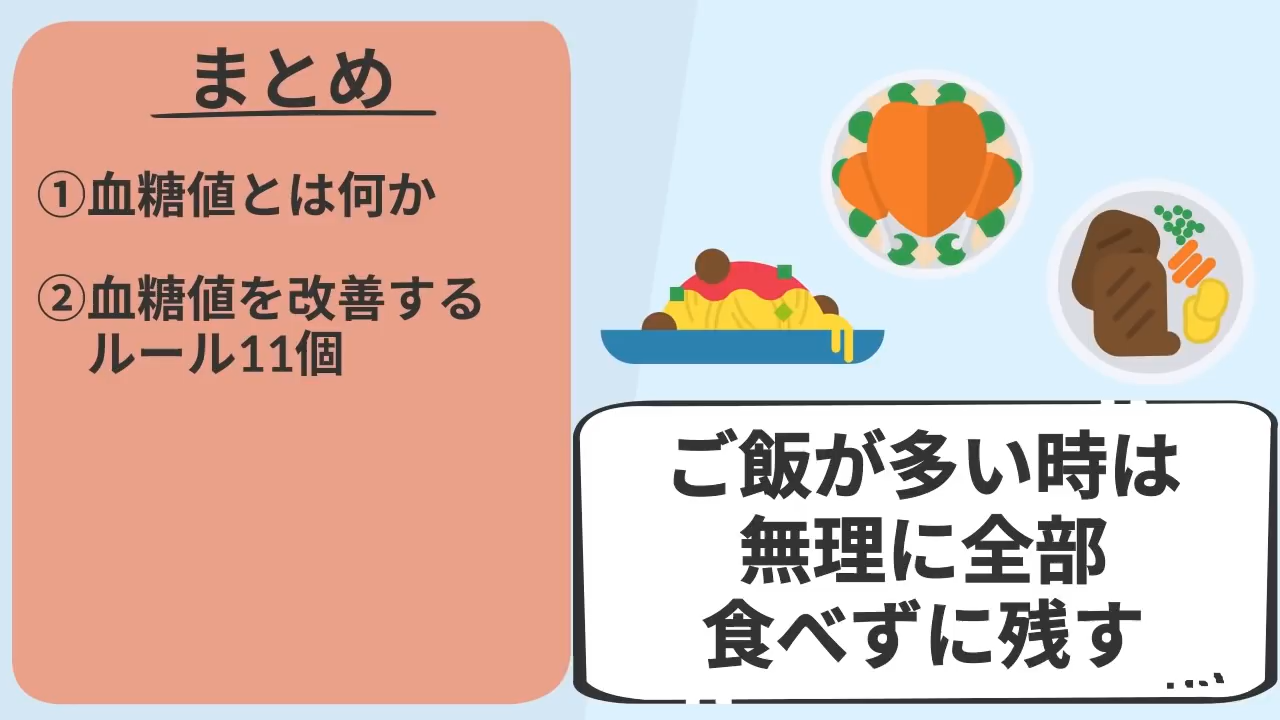 まとめ
①血糖値とは何か
②血糖値を改善する
ルール11個
ご飯が多い時は
無理に全部
食べずに残す